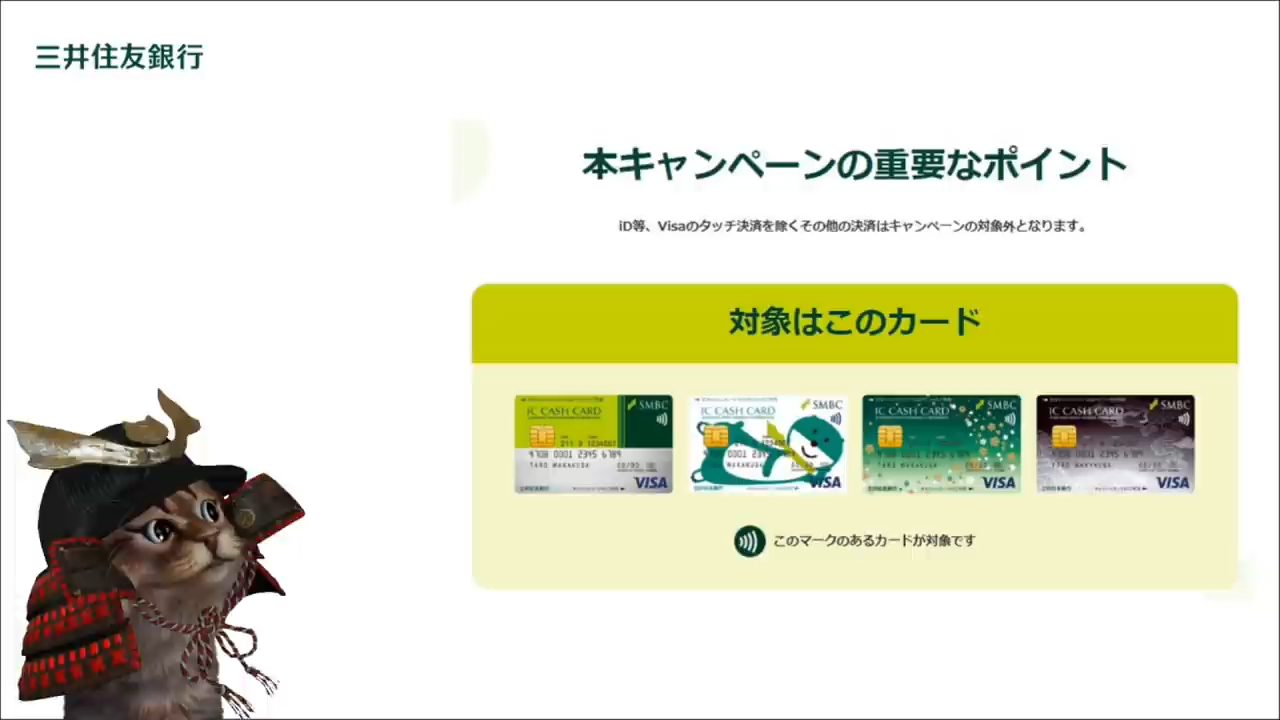 三井住友銀行
本キャンペーンの重要なポイント
iD等、Visaのタッチ決済を除くその他の決済はキャンペーンの対象外となります。
対象はこのカード
IC CASH CARD SMBC
VISA
IC CASH CARD SMBC
VISA
IC CASH CARD SMBC
VISA
IC CASH CARD SMBC
VISA
このマークのあるカードが対象です